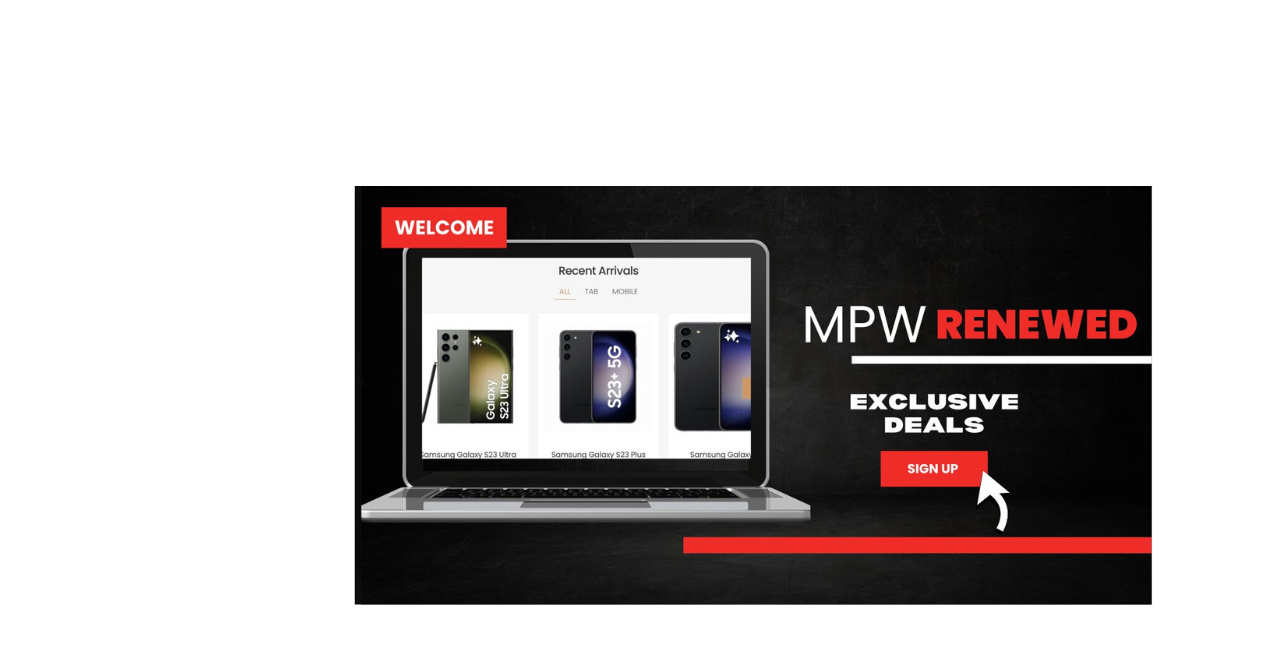 WELCOME
Recent Arrivals
ALL TAB MOBILE
Galaxy
S23 Ultra
S23+ 5G
Samsung Galaxy S23 Ultra
Samsung Galaxy S23 Plus
Samsung Galaxy
MPW RENEWED
EXCLUSIVE
DEALS
SIGN UP